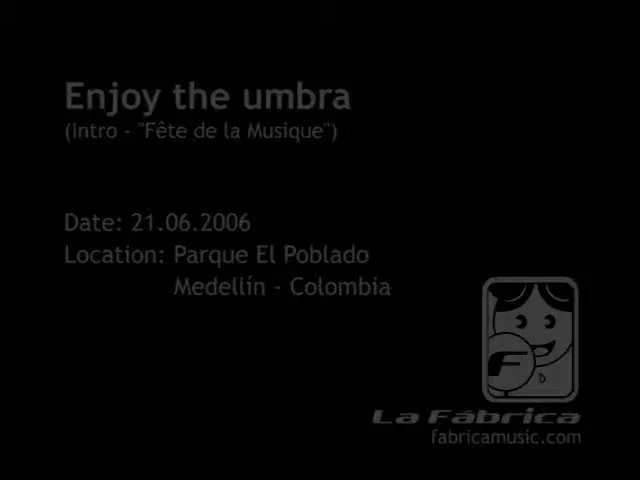 Enjoy the umbra
(Intro - "Fête de la Musique")
Date: 21.06.2006
Location: Parque El Poblado
Medellín - Colombia
F
La Fábrica
fabricamusic.com